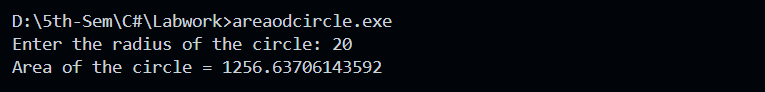 D:\5th-Sem\C#\Labwork>areaodcircle.exe
Enter the radius of the circle: 20
Area of the circle = 1256.63706143592